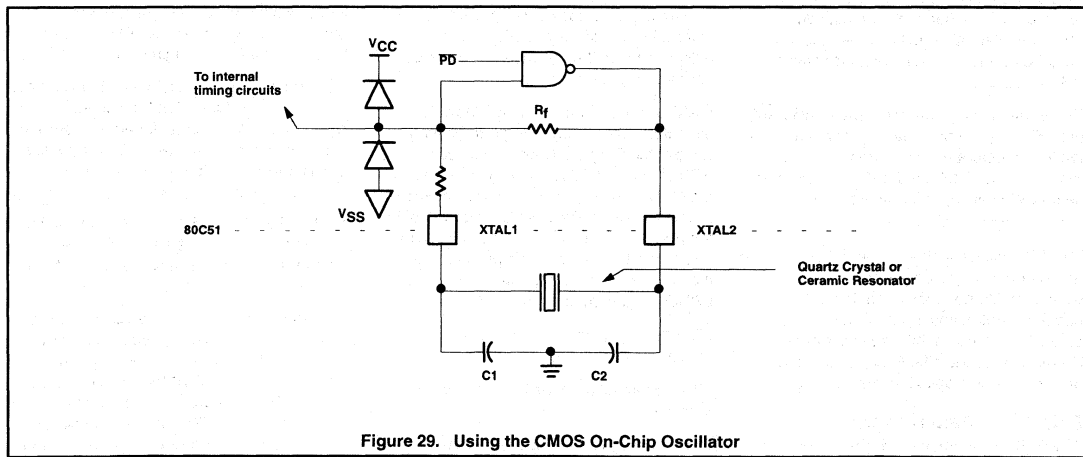 VCC
PD
To internal
timing circuits
Rf
VSS
80C51
XTAL1
XTAL2
Quartz Crystal or
Ceramic Resonator
C1
C2
Figure 29. Using the CMOS On-Chip Oscillator